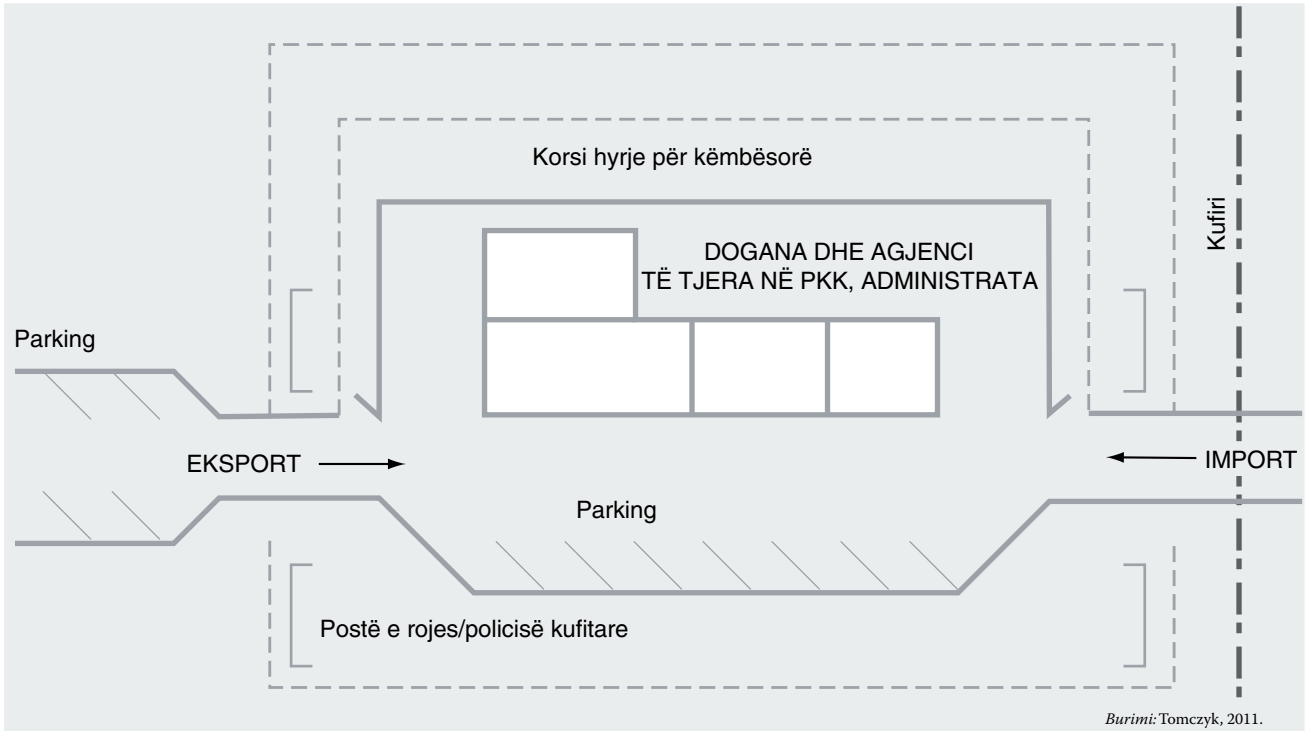 Korsi hyrje për këmbësorë
Kufiri
DOGANA DHE AGJENCI
TË TJERA NË PKK, ADMINISTRATA
Parking
EKSPORT
IMPORT
Parking
Postë e rojes/policisë kufitare
Burimi: Tomczyk, 2011.